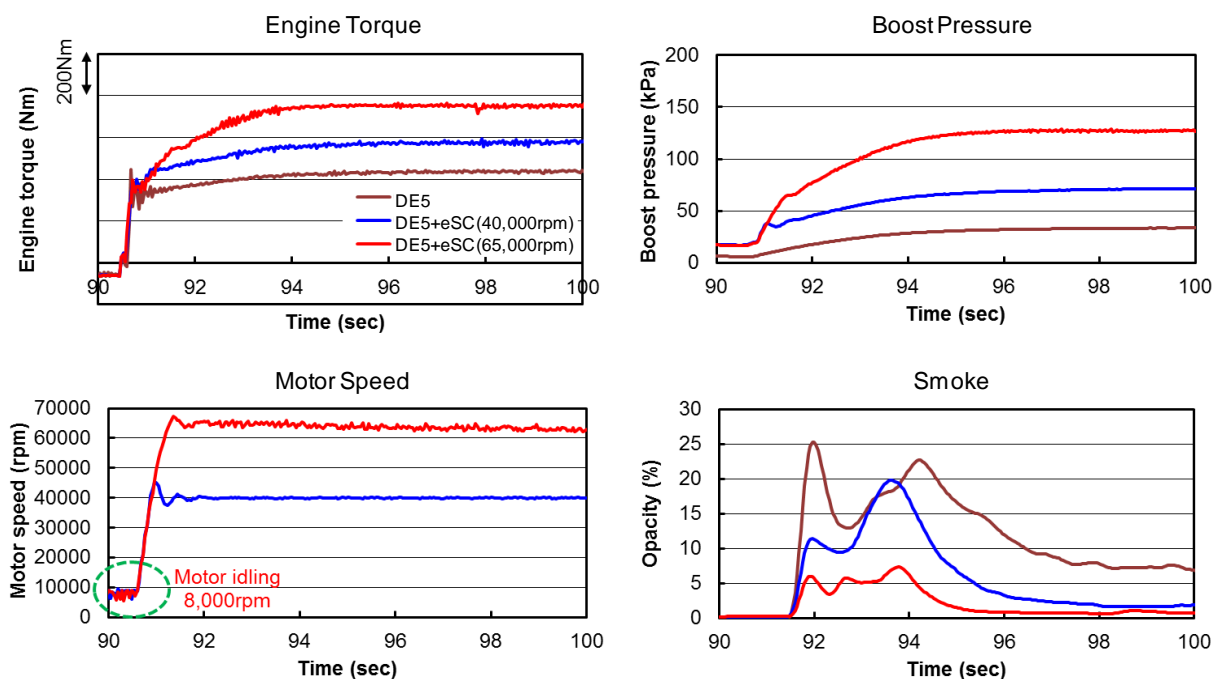 Engine Torque
200Nm
Engine torque (Nm)
DE5
DE5+eSC(40,000rpm)
DE5+eSC(65,000rpm)
90 92 94 96 98 100
Time (sec)
Boost Pressure
200
150
100
50
0
Boost pressure (kPa)
90 92 94 96 98 100
Time (sec)
Motor Speed
70000
60000
50000
40000
30000
20000
10000
0
Motor speed (rpm)
Motor idling
8,000rpm
90 92 94 96 98 100
Time (sec)
Smoke
30
25
20
15
10
5
0
Opacity (%)
90 92 94 96 98 100
Time (sec)